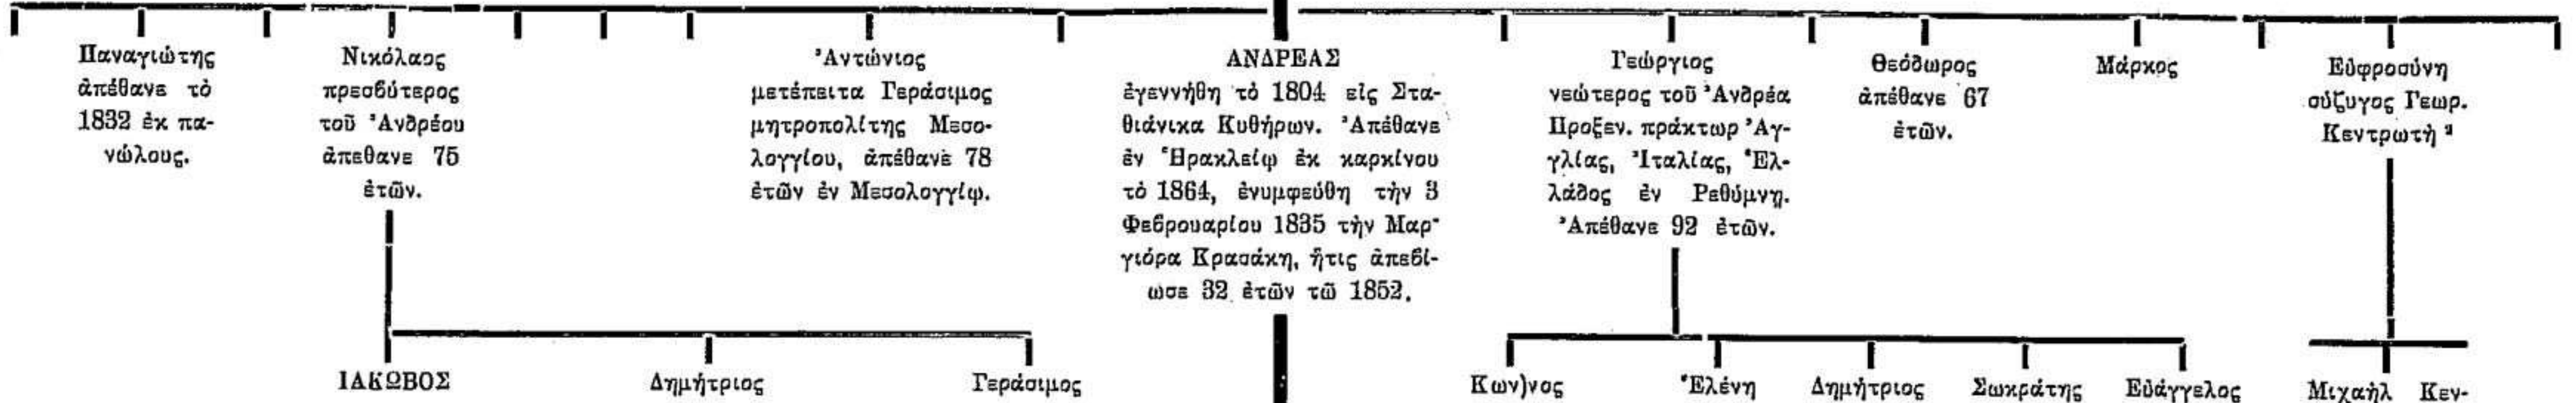 Παναγιώτης
ἀπέθανε τὸ
1832 ἐκ πα-
νώλους.
Νικόλαος
πρεσβύτερος
τοῦ Ἀνδρέου
ἀπεθανε 75
ἐτῶν.
Ἀντώνιος
μετέπειτα Γεράσιμος
μητροπολίτης Μεσο-
λογγίου, ἀπέθανε 78
ἐτῶν ἐν Μεσολογγίῳ.
ΑΝΔΡΕΑΣ
ἐγεννήθη τὸ 1804 εἰς Στα-
θιάνικα Κυθήρων. Ἀπέθανε
ἐν Ἡρακλείῳ ἐκ καρκίνου
τὸ 1864, ἐνυμφεύθη τὴν 3
Φεβρουαρίου 1835 τὴν Μαρ-
γιόρα Κρασάκη, ἥτις ἀπεβί-
ωσε 32 ἐτῶν τῶ 1852.
Γεώργιος
νεώτερος τοῦ Ἀνδρέα
Προξεν. πράκτωρ Ἀγ-
γλίας, Ἰταλίας, Ἑλ-
λάδος ἐν Ρεθύμνῃ.
Ἀπέθανε 92 ἐτῶν.
Θεόδωρος
ἀπέθανε 67
ἐτῶν.
Μάρκος
Εὐφροσύνη
σύζυγος Γεωρ.
Κεντρωτῆ ²
ΙΑΚΩΒΟΣ
Δημήτριος
Γεράσιμος
Κων)νος
Ἑλένη
Δημήτριος
Σωκράτης
Εὐάγγελος
Μιχαὴλ Κεν-